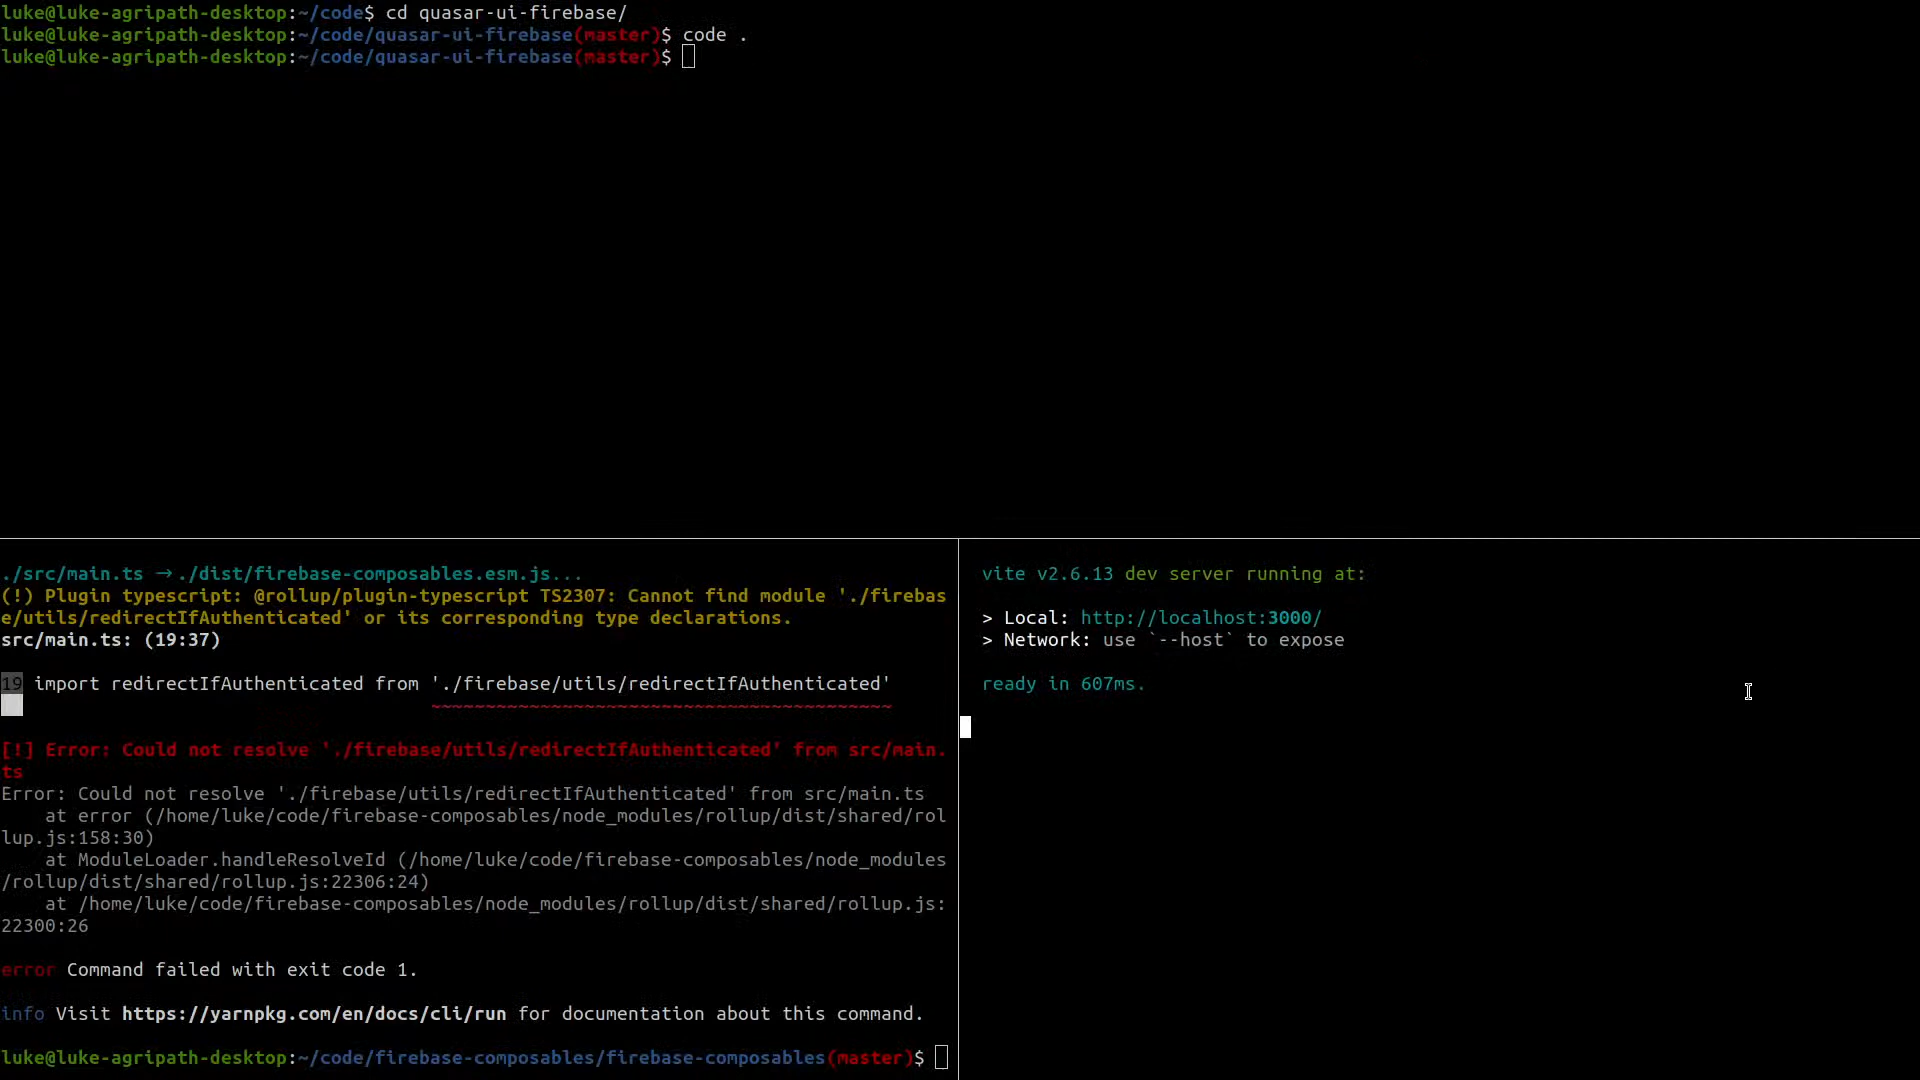 luke@luke-agripath-desktop:~/code$ cd quasar-ui-firebase/
luke@luke-agripath-desktop:~/code/quasar-ui-firebase(master)$ code .
luke@luke-agripath-desktop:~/code/quasar-ui-firebase(master)$
./src/main.ts → ./dist/firebase-composables.esm.js...
(!) Plugin typescript: @rollup/plugin-typescript TS2307: Cannot find module './firebas
e/utils/redirectIfAuthenticated' or its corresponding type declarations.
src/main.ts: (19:37)
19 import redirectIfAuthenticated from './firebase/utils/redirectIfAuthenticated'
~~~~~~~~~~~~~~~~~~~~~~~~~~~~~~~~~~~~~~~~~~
[!] Error: Could not resolve './firebase/utils/redirectIfAuthenticated' from src/main.
ts
Error: Could not resolve './firebase/utils/redirectIfAuthenticated' from src/main.ts
at error (/home/luke/code/firebase-composables/node_modules/rollup/dist/shared/rol
lup.js:158:30)
at ModuleLoader.handleResolveId (/home/luke/code/firebase-composables/node_modules
/rollup/dist/shared/rollup.js:22306:24)
at /home/luke/code/firebase-composables/node_modules/rollup/dist/shared/rollup.js:
22300:26
error Command failed with exit code 1.
info Visit https://yarnpkg.com/en/docs/cli/run for documentation about this command.
luke@luke-agripath-desktop:~/code/firebase-composables/firebase-composables(master)$
vite v2.6.13 dev server running at:
> Local: http://localhost:3000/
> Network: use `--host` to expose
ready in 607ms.